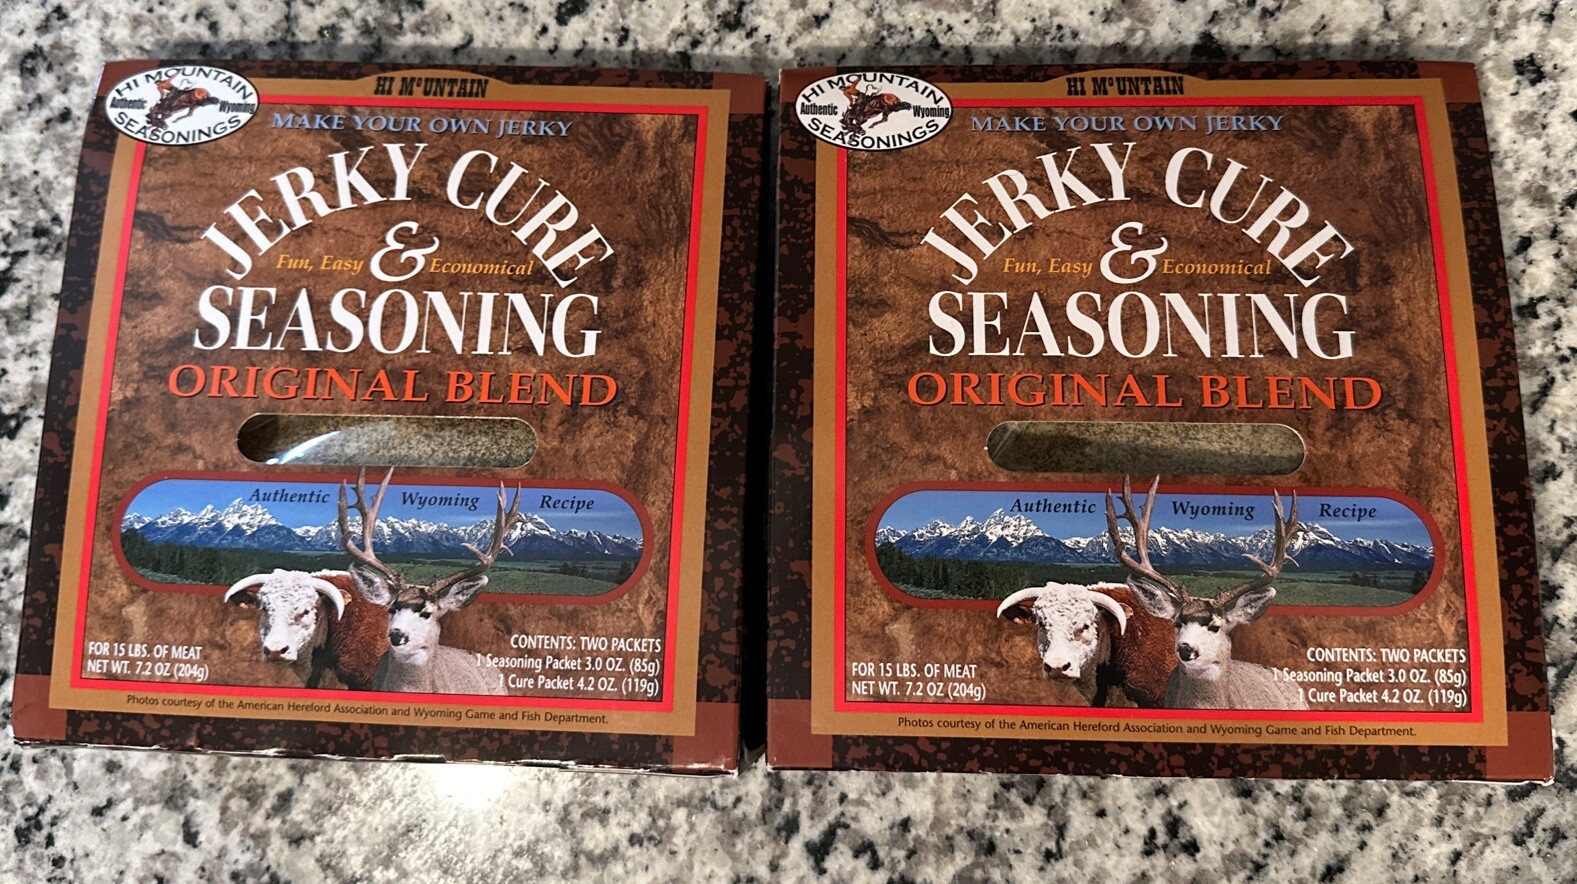 HI MOUNTAIN
Authentic Wyoming
SEASONINGS
HI MOUNTAIN
MAKE YOUR OWN JERKY
JERKY CURE
Fun, Easy & Economical
SEASONING
ORIGINAL BLEND
Authentic Wyoming Recipe
FOR 15 LBS. OF MEAT
NET WT. 7.2 OZ (204g)
CONTENTS: TWO PACKETS
1 Seasoning Packet 3.0 OZ. (85g)
1 Cure Packet 4.2 OZ. (119g)
Photos courtesy of the American Hereford Association and Wyoming Game and Fish Department.
HI MOUNTAIN
Authentic Wyoming
SEASONINGS
HI MOUNTAIN
MAKE YOUR OWN JERKY
JERKY CURE
Fun, Easy & Economical
SEASONING
ORIGINAL BLEND
Authentic Wyoming Recipe
FOR 15 LBS. OF MEAT
NET WT. 7.2 OZ (204g)
CONTENTS: TWO PACKETS
1 Seasoning Packet 3.0 OZ. (85g)
1 Cure Packet 4.2 OZ. (119g)
Photos courtesy of the American Hereford Association and Wyoming Game and Fish Department.